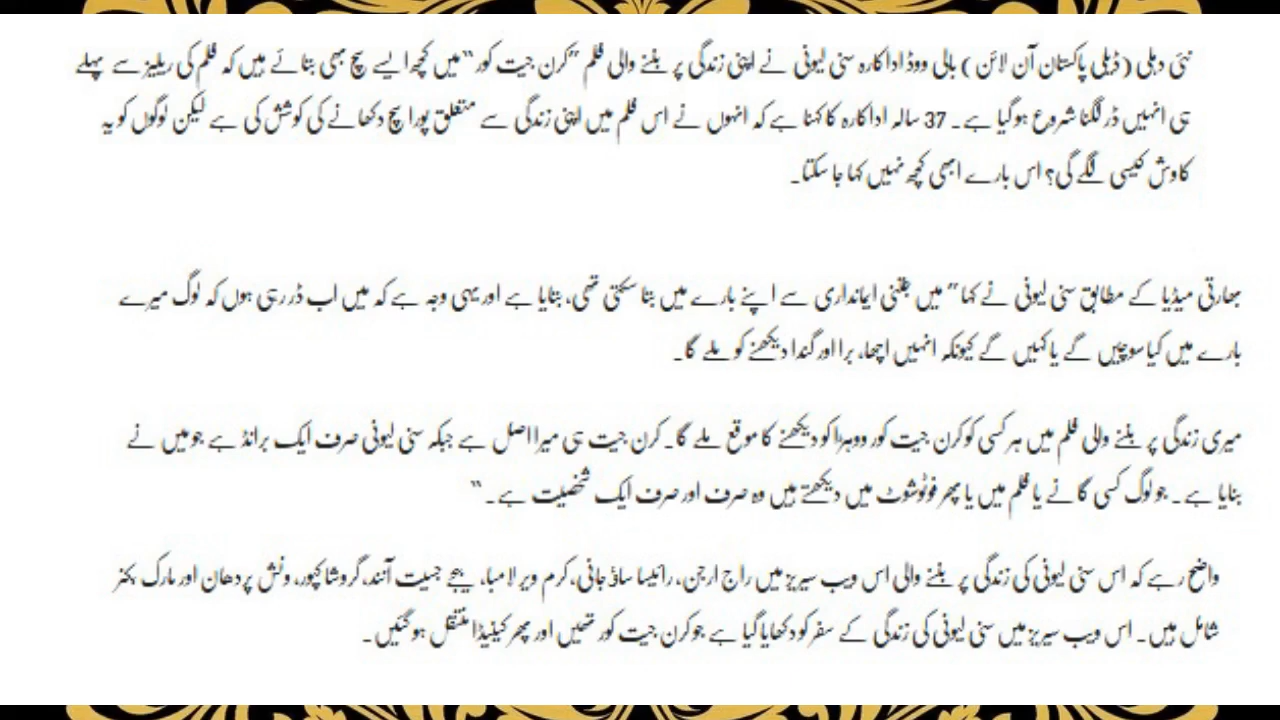 نئی دہلی (ڈیلی پاکستان آن لائن) بالی ووڈ اداکارہ سنی لیونی نے اپنی زندگی پر بننے والی فلم ”کرن جیت کور“ میں کچھ ایسے سچ بھی بتائے ہیں کہ فلم کی ریلیز سے پہلے
ہی انہیں ڈر لگنا شروع ہوگیا ہے۔ 37 سالہ اداکارہ کا کہنا ہے کہ انہوں نے اس فلم میں اپنی زندگی سے متعلق پورا سچ دکھانے کی کوشش کی ہے لیکن لوگوں کو یہ
کاوش کیسی لگے گی؟ اس بارے ابھی کچھ نہیں کہا جا سکتا۔
بھارتی میڈیا کے مطابق سنی لیونی نے کہا ”میں جتنی ایمانداری سے اپنے بارے میں بتا سکتی تھی، بتایا ہے اور یہی وجہ ہے کہ میں اب ڈر رہی ہوں کہ لوگ میرے
بارے میں کیا سوچیں گے یا کہیں گے کیونکہ انہیں اچھا، برا اور گندا دیکھنے کو ملے گا۔
میری زندگی پر بننے والی فلم میں ہر کسی کو کرن جیت کور ووہرا کو دیکھنے کا موقع ملے گا۔ کرن جیت ہی میرا اصل ہے جبکہ سنی لیونی صرف ایک برانڈ ہے جو میں نے
بنایا ہے۔ جو لوگ کسی گانے یا فلم میں یا پھر فوٹوشوٹ میں دیکھتے ہیں وہ صرف اور صرف ایک شخصیت ہے۔“
واضح رہے کہ اس سنی لیونی کی زندگی پر بننے والی اس ویب سیریز میں راج ارجن، رائیسا ساؤجانی، کرم ویر لامبا، بیجے جسیت آنند، گروشا کپور، ونش پردھان اور مارک بکنر
شامل ہیں۔ اس ویب سیریز میں سنی لیونی کی زندگی کے سفر کو دکھایا گیا ہے جو کرن جیت کور تھیں اور پھر کینیڈا منتقل ہو گئیں۔